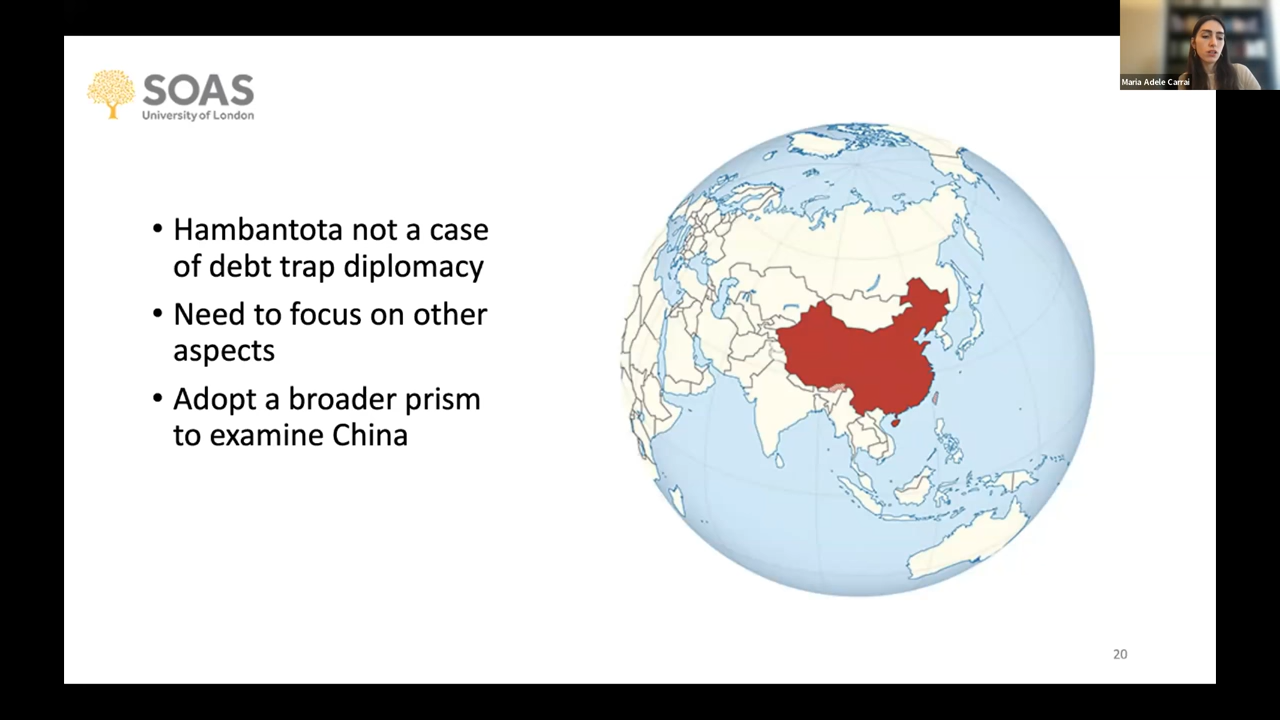 Maria Adele Carrai
SOAS
University of London
• Hambantota not a case
of debt trap diplomacy
• Need to focus on other
aspects
• Adopt a broader prism
to examine China
20